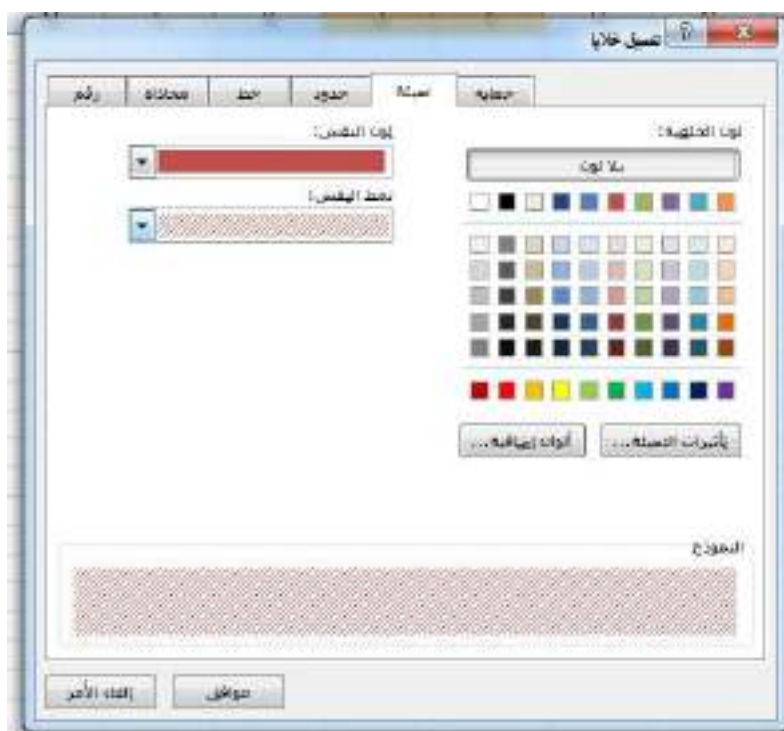 تنسيق خلايا
رقم محاذاة خط حدود تعبئة حماية
لون الخلفية:
لون النقش:
بلا لون
نمط النقش:
تأثيرات التعبئة...
ألوان إضافية...
النموذج
موافق
إلغاء الأمر